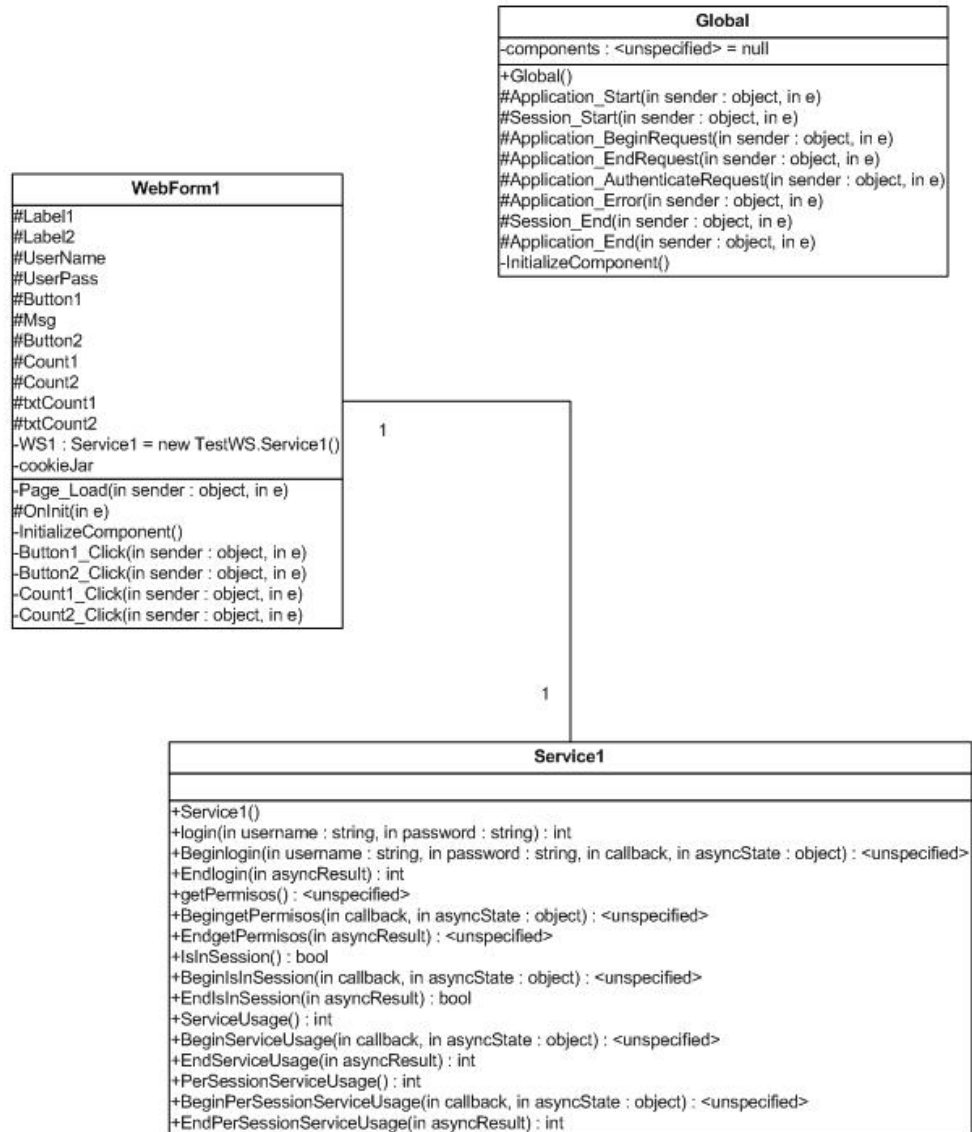 Global
-components : <unspecified> = null
+Global()
#Application_Start(in sender : object, in e)
#Session_Start(in sender : object, in e)
#Application_BeginRequest(in sender : object, in e)
#Application_EndRequest(in sender : object, in e)
#Application_AuthenticateRequest(in sender : object, in e)
#Application_Error(in sender : object, in e)
#Session_End(in sender : object, in e)
#Application_End(in sender : object, in e)
-InitializeComponent()
WebForm1
#Label1
#Label2
#UserName
#UserPass
#Button1
#Msg
#Button2
#Count1
#Count2
#txtCount1
#txtCount2
-WS1 : Service1 = new TestWS.Service1()
-cookieJar
-Page_Load(in sender : object, in e)
#OnInit(in e)
-InitializeComponent()
-Button1_Click(in sender : object, in e)
-Button2_Click(in sender : object, in e)
-Count1_Click(in sender : object, in e)
-Count2_Click(in sender : object, in e)
1
1
Service1
+Service1()
+login(in username : string, in password : string) : int
+Beginlogin(in username : string, in password : string, in callback, in asyncState : object) : <unspecified>
+Endlogin(in asyncResult) : int
+getPermisos() : <unspecified>
+BegingetPermisos(in callback, in asyncState : object) : <unspecified>
+EndgetPermisos(in asyncResult) : <unspecified>
+IsInSession() : bool
+BeginIsInSession(in callback, in asyncState : object) : <unspecified>
+EndIsInSession(in asyncResult) : bool
+ServiceUsage() : int
+BeginServiceUsage(in callback, in asyncState : object) : <unspecified>
+EndServiceUsage(in asyncResult) : int
+PerSessionServiceUsage() : int
+BeginPerSessionServiceUsage(in callback, in asyncState : object) : <unspecified>
+EndPerSessionServiceUsage(in asyncResult) : int